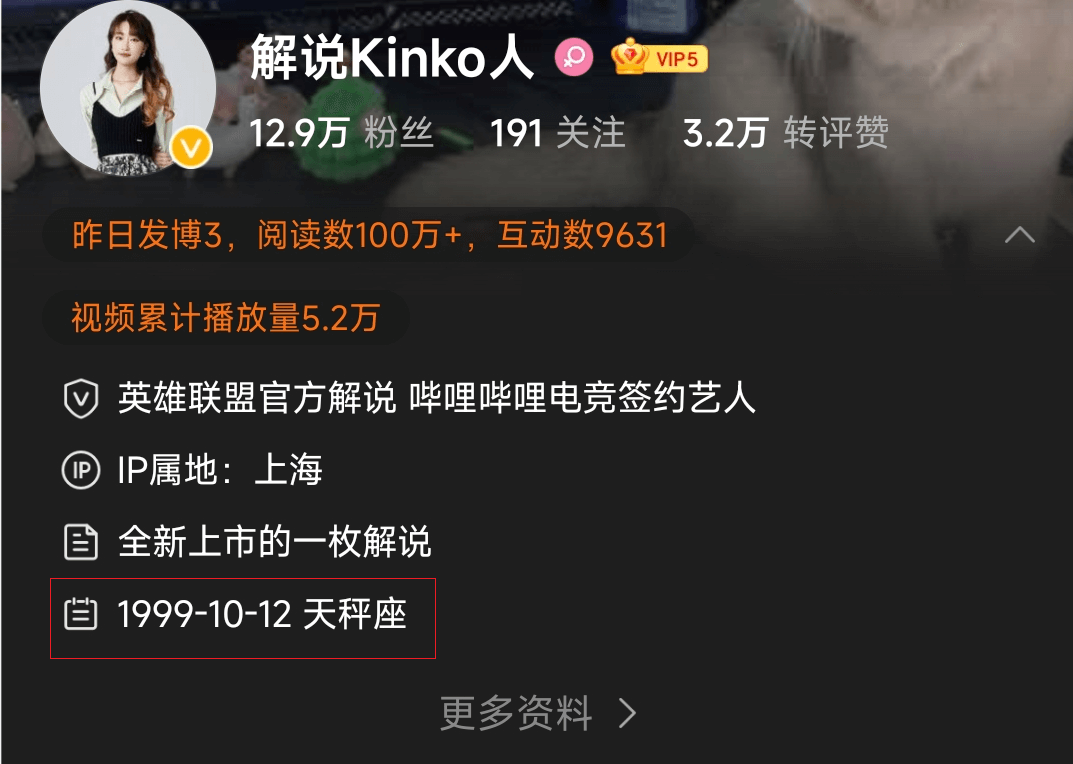 解说Kinko人 VIP5
12.9万 粉丝 191 关注 3.2万 转评赞
昨日发博3，阅读数100万+，互动数9631
视频累计播放量5.2万
英雄联盟官方解说 哔哩哔哩电竞签约艺人
IP IP属地：上海
全新上市的一枚解说
1999-10-12 天秤座
更多资料